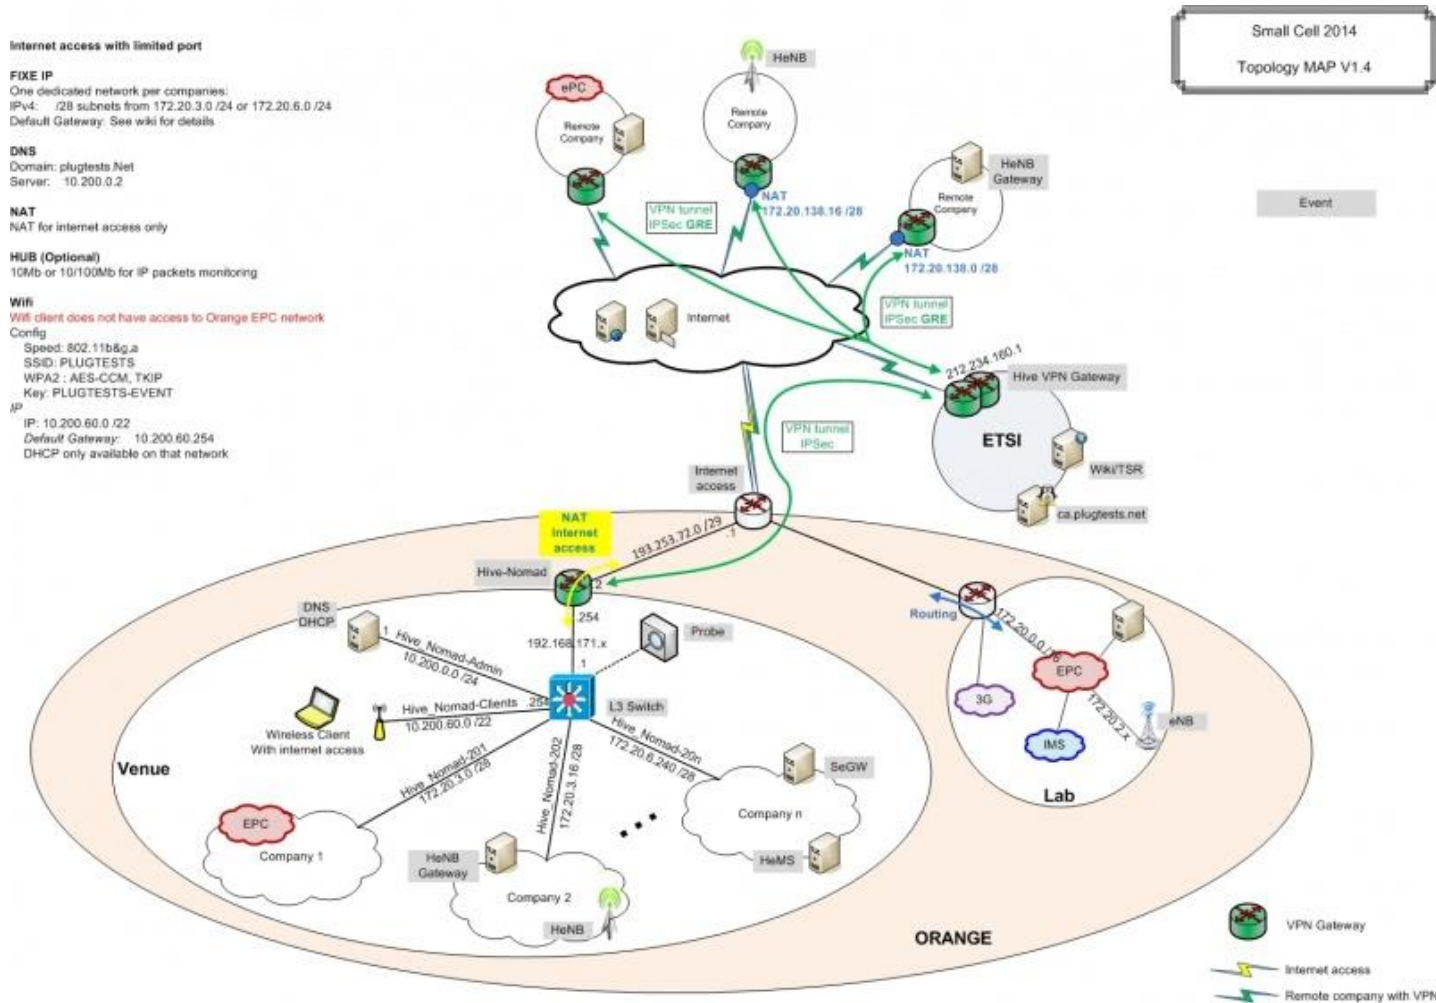 Internet access with limited port
FIXE IP
One dedicated network per companies:
IPv4: /28 subnets from 172.20.3.0 /24 or 172.20.6.0 /24
Default Gateway: See wiki for details
DNS
Domain: plugtests.Net
Server: 10.200.0.2
NAT
NAT for internet access only
HUB (Optional)
10Mb or 10/100Mb for IP packets monitoring
Wifi
Wifi client does not have access to Orange EPC network
Config
Speed: 802.11b&g,a
SSID: PLUGTESTS
WPA2 : AES-CCM, TKIP
Key: PLUGTESTS-EVENT
IP
IP: 10.200.60.0 /22
Default Gateway: 10.200.60.254
DHCP only available on that network
Small Cell 2014
Topology MAP V1.4
Event
ePC
Remote
Company
HeNB
Remote
Company
NAT
172.20.138.16 /28
HeNB
Gateway
Remote
Company
NAT
172.20.138.0 /28
VPN tunnel
IPSec GRE
Internet
VPN tunnel
IPSec GRE
212.234.160.1
Hive VPN Gateway
ETSI
Wiki/TSR
ca.plugtests.net
VPN tunnel
IPSec
Internet
access
NAT
Internet
access
193.253.72.0 /29
.1
Hive-Nomad
.2
.254
192.168.171.x
.1
Probe
DNS
DHCP
.1
Hive_Nomad-Admin
10.200.0.0 /24
Hive_Nomad-Clients
.254
10.200.60.0 /22
L3 Switch
Wireless Client
With internet access
Venue
Hive_Nomad-201
172.20.3.0 /28
Hive_Nomad-202
172.20.3.16 /28
Hive_Nomad-20n
172.20.6.240 /28
EPC
Company 1
HeNB
Gateway
Company 2
HeNB
SeGW
Company n
HeMS
Routing
172.20.0.0 /16
EPC
3G
172.20.2.x
eNB
IMS
Lab
ORANGE
VPN Gateway
Internet access
Remote company with VPN